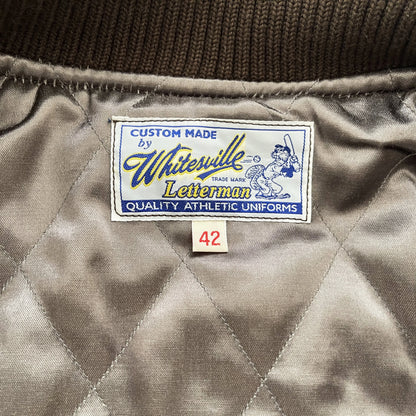 CUSTOM MADE
by
Whitesville
TRADE MARK
Letterman
QUALITY ATHLETIC UNIFORMS
42